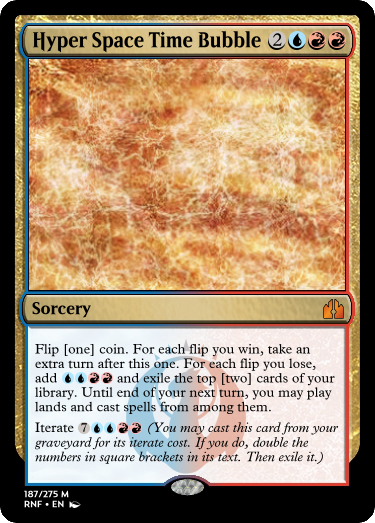 Hyper Space Time Bubble 2URR
Sorcery
Flip [one] coin. For each flip you win, take an
extra turn after this one. For each flip you lose,
add UURR and exile the top [two] cards of your
library. Until end of your next turn, you may play
lands and cast spells from among them.
Iterate 7UURR (You may cast this card from your
graveyard for its iterate cost. If you do, double the
numbers in square brackets in its text. Then exile it.)
187/275 M
RNF • EN